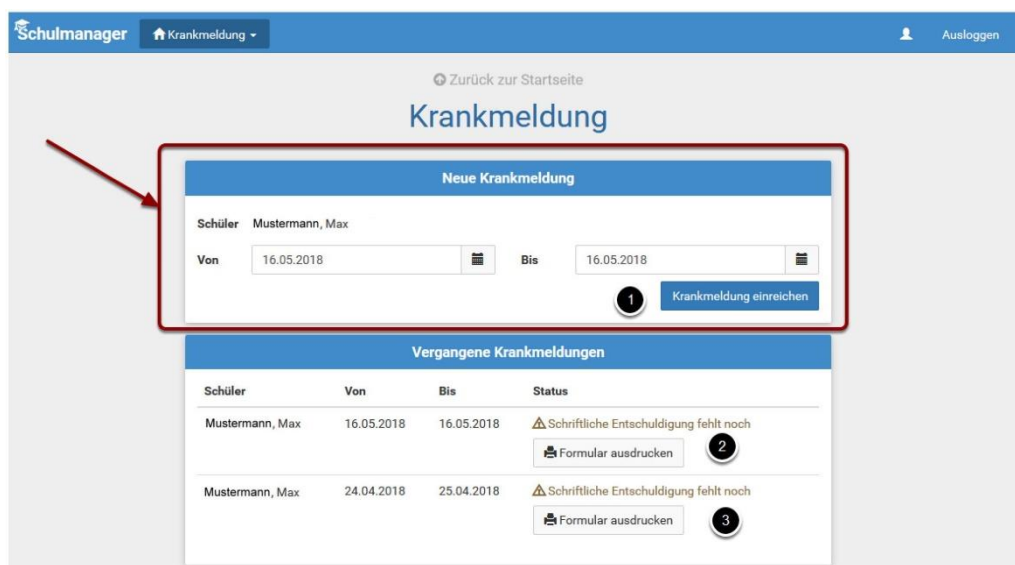 Schulmanager Krankmeldung Ausloggen
Zurück zur Startseite
Krankmeldung
Neue Krankmeldung
Schüler Mustermann, Max
Von 16.05.2018 Bis 16.05.2018
1 Krankmeldung einreichen
Vergangene Krankmeldungen
Schüler Von Bis Status
Mustermann, Max 16.05.2018 16.05.2018 Schriftliche Entschuldigung fehlt noch
Formular ausdrucken 2
Mustermann, Max 24.04.2018 25.04.2018 Schriftliche Entschuldigung fehlt noch
Formular ausdrucken 3